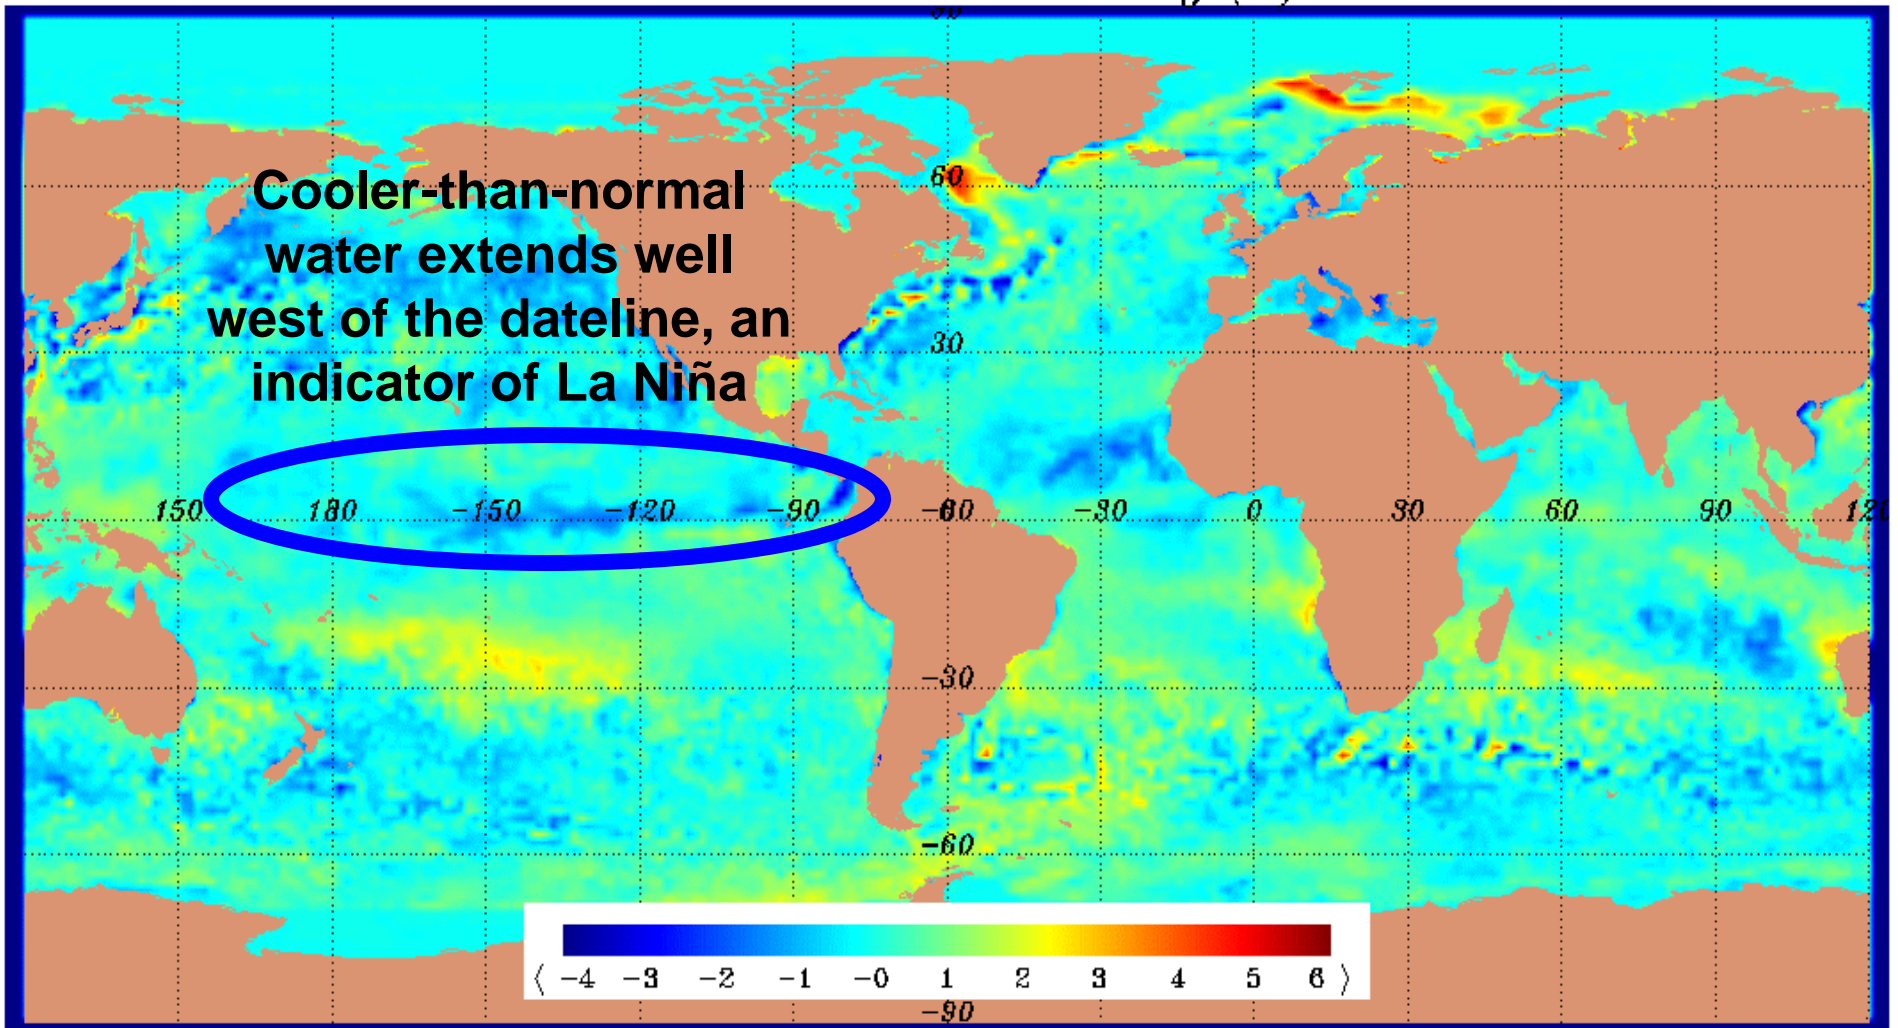 Cooler-than-normal
water extends well
west of the dateline, an
indicator of La Niña
60
30
150 180 -150 -120 -90 -60 -30 0 30 60 90 120
-30
-60
-4 -3 -2 -1 -0 1 2 3 4 5 6
-90